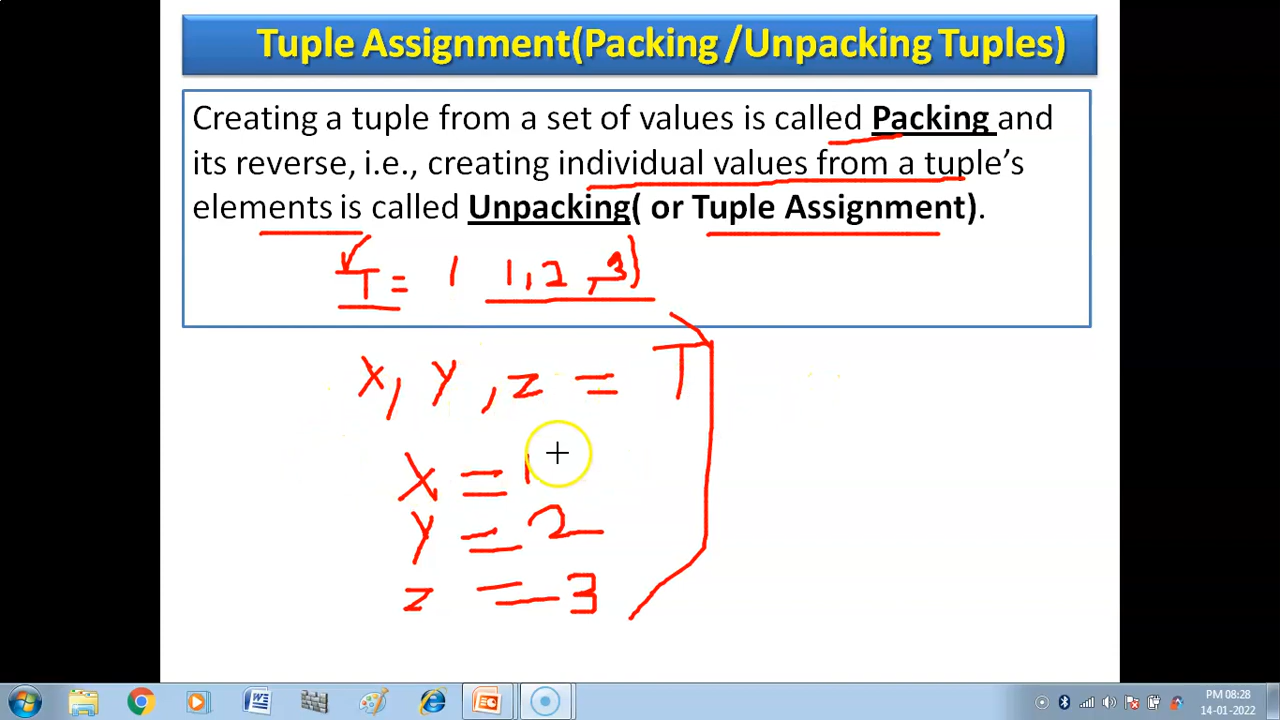 Tuple Assignment(Packing /Unpacking Tuples)
Creating a tuple from a set of values is called Packing and
its reverse, i.e., creating individual values from a tuple’s
elements is called Unpacking( or Tuple Assignment).
T = ( 1,2,3)
x, y, z = T
x = 1
y = 2
z = 3
PM 08:28
14-01-2022